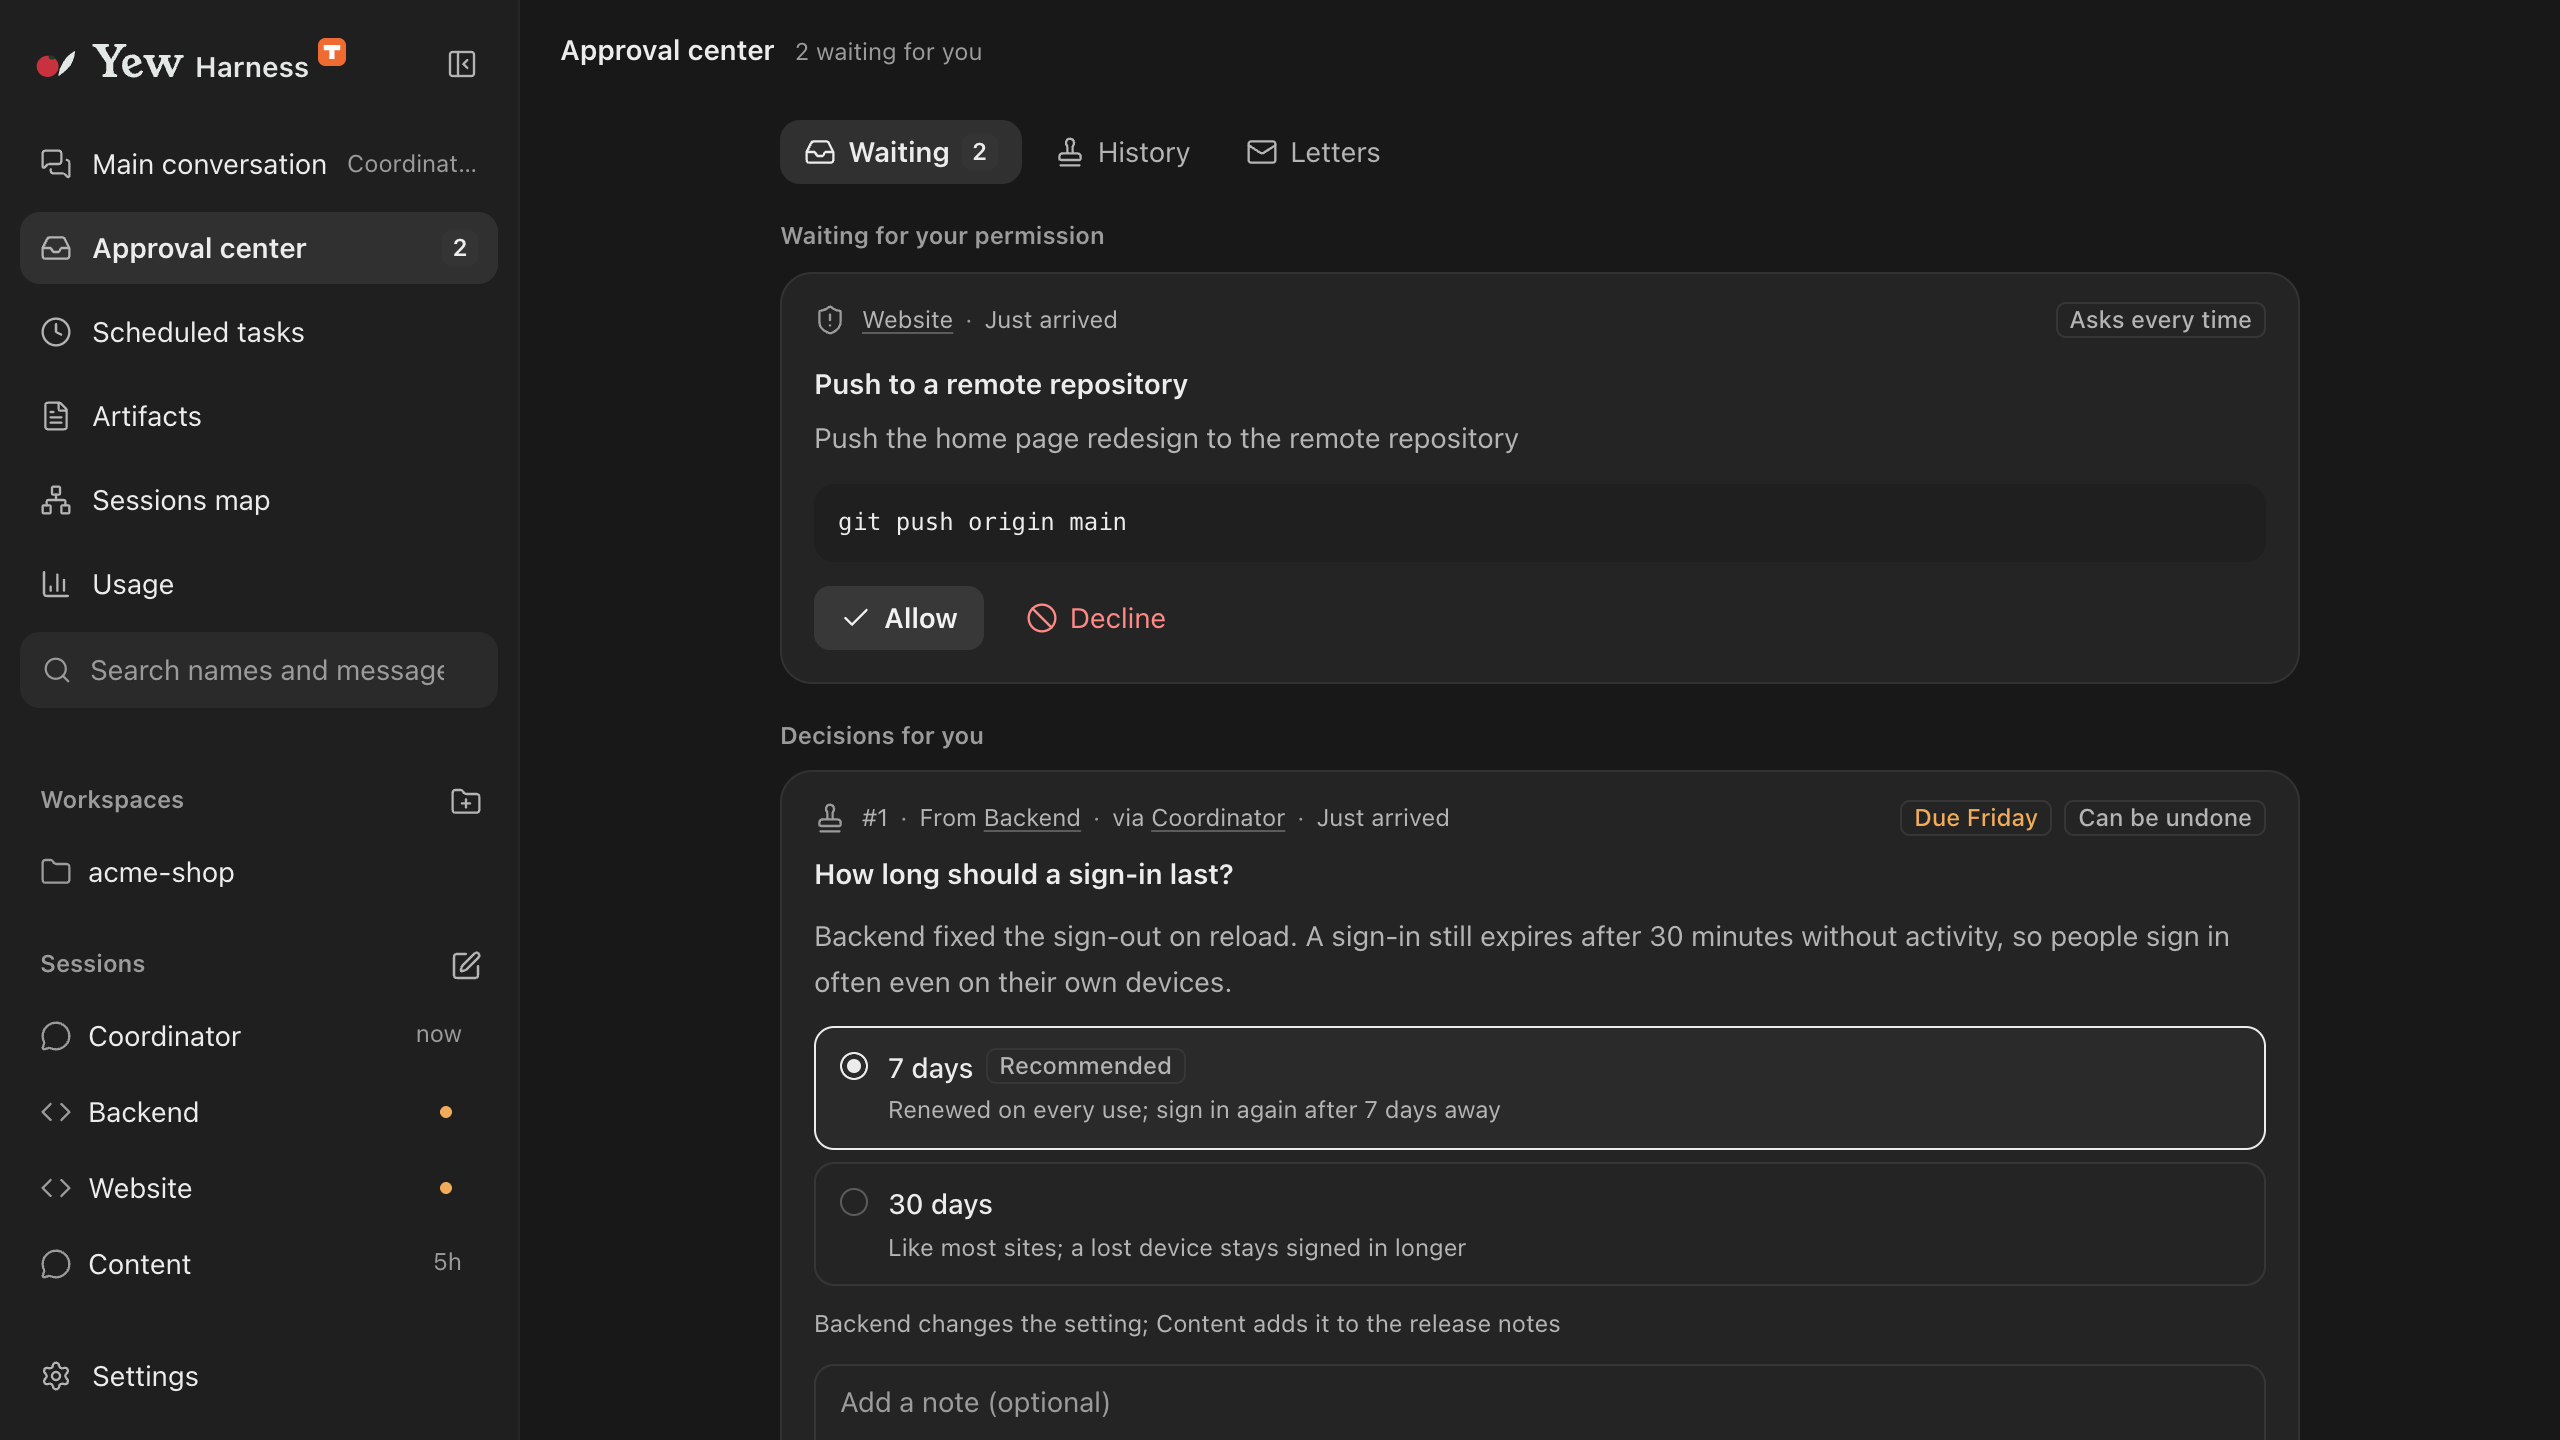 Yew Harness T
Main conversation Coordinat...
Approval center 2
Scheduled tasks
Artifacts
Sessions map
Usage
Search names and message
Workspaces
acme-shop
Sessions
Coordinator now
Backend
Website
Content 5h
Settings
Approval center 2 waiting for you
Waiting 2 History Letters
Waiting for your permission
Website · Just arrived Asks every time
Push to a remote repository
Push the home page redesign to the remote repository
git push origin main
Allow Decline
Decisions for you
#1 · From Backend · via Coordinator · Just arrived Due Friday Can be undone
How long should a sign-in last?
Backend fixed the sign-out on reload. A sign-in still expires after 30 minutes without activity, so people sign in
often even on their own devices.
7 days Recommended
Renewed on every use; sign in again after 7 days away
30 days
Like most sites; a lost device stays signed in longer
Backend changes the setting; Content adds it to the release notes
Add a note (optional)